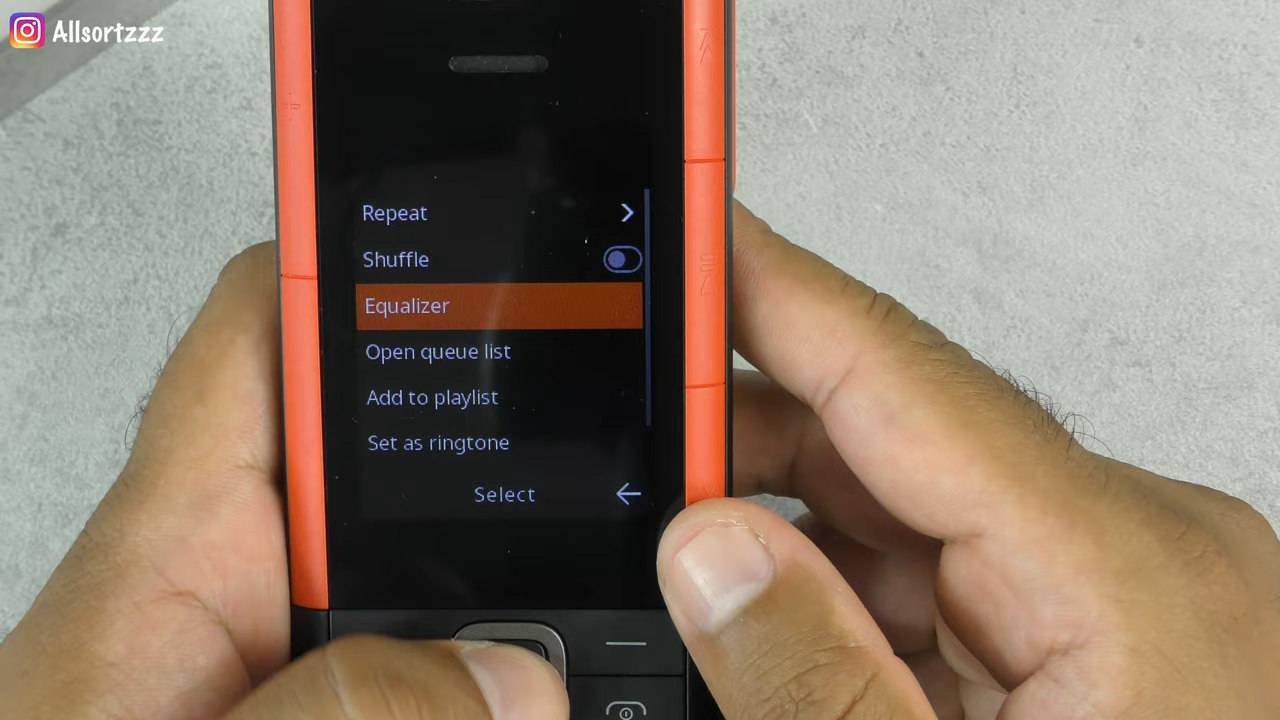 Allsortzzz
Repeat
Shuffle
Equalizer
Open queue list
Add to playlist
Set as ringtone
Select